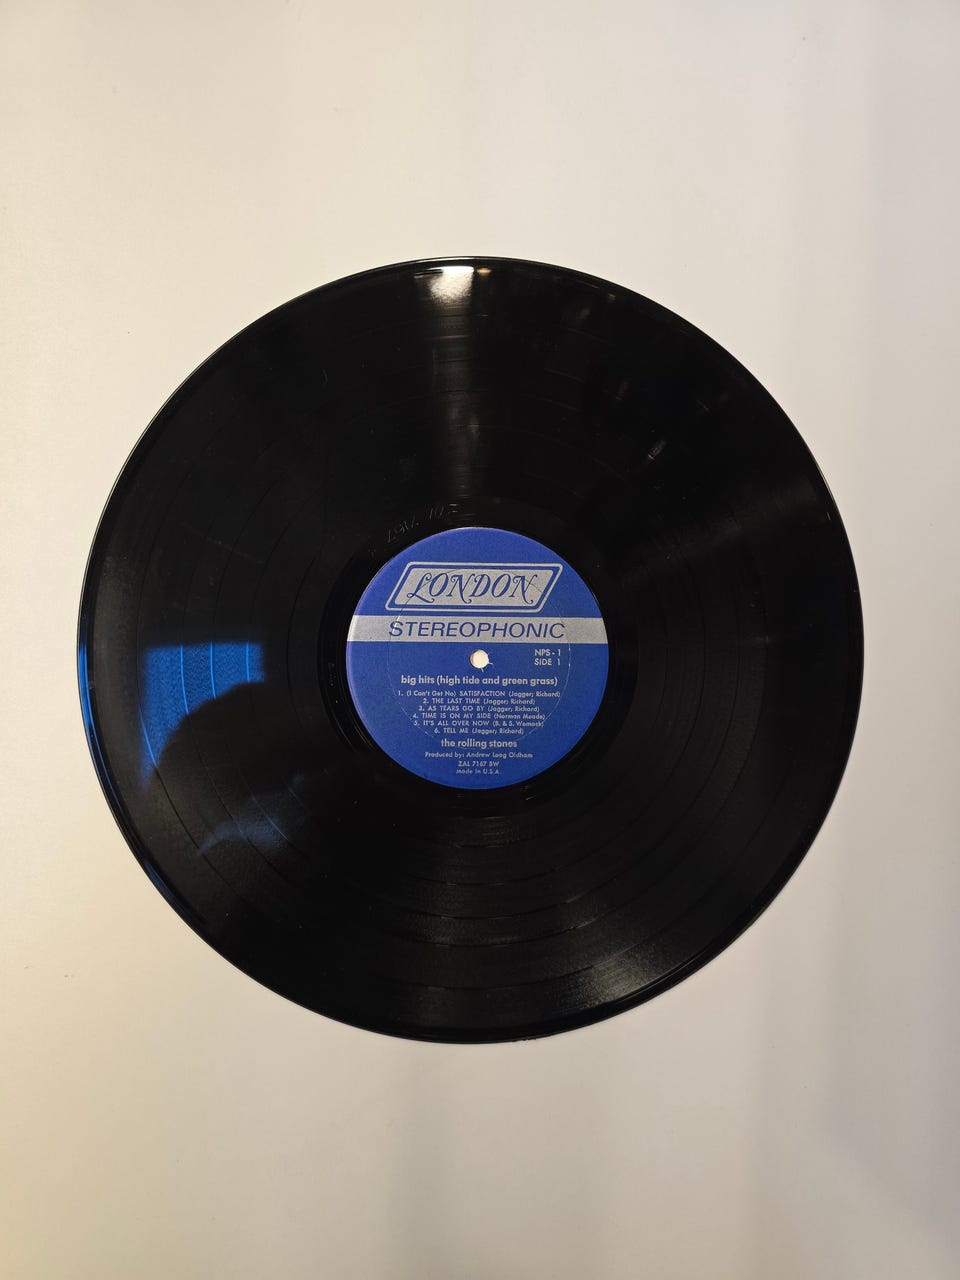 LONDON
STEREOPHONIC
NPS - 1
SIDE 1
big hits (high tide and green grass)
1. (I Can't Get No) SATISFACTION (Jagger; Richard)
2. THE LAST TIME (Jagger; Richard)
3. AS TEARS GO BY (Jagger; Richard)
4. TIME IS ON MY SIDE (Norman Meade)
5. IT'S ALL OVER NOW (B. & S. Womack)
6. TELL ME (Jagger; Richard)
the rolling stones
Produced by: Andrew Loog Oldham
ZAL 7167 BW
made in U.S.A.